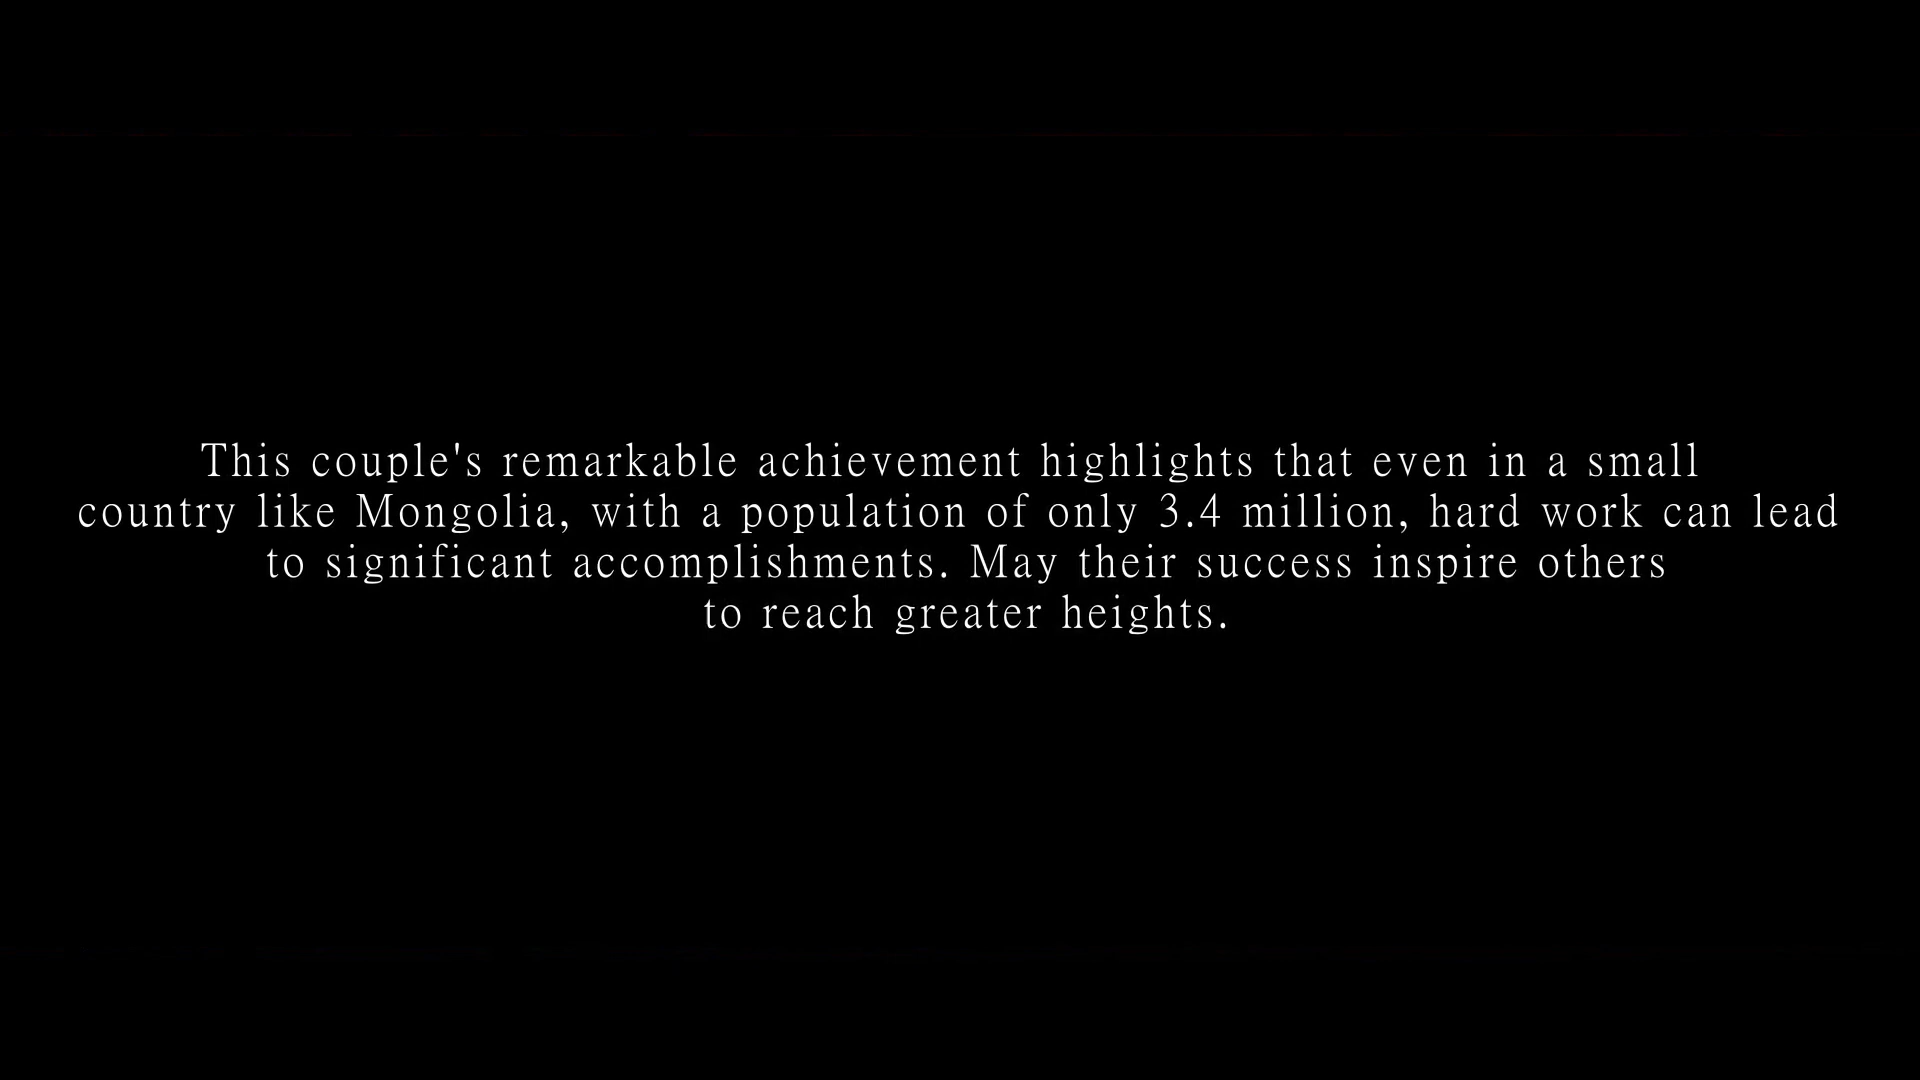 This couple's remarkable achievement highlights that even in a small
country like Mongolia, with a population of only 3.4 million, hard work can lead
to significant accomplishments. May their success inspire others
to reach greater heights.